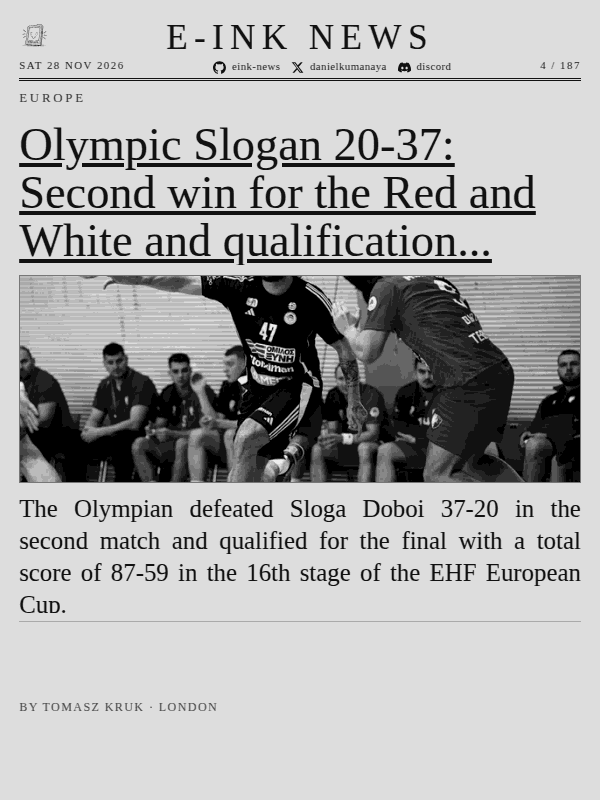 E-INK NEWS
SAT 28 NOV 2026
eink-news
danielkumanaya
discord
4 / 187
EUROPE
Olympic Slogan 20-37:
Second win for the Red and
White and qualification...
47
ΟΜΙΛΟΣ
ΞΥΝΗ
The Olympian defeated Sloga Doboi 37-20 in the
second match and qualified for the final with a total
score of 87-59 in the 16th stage of the EHF European
Cup.
BY TOMASZ KRUK · LONDON